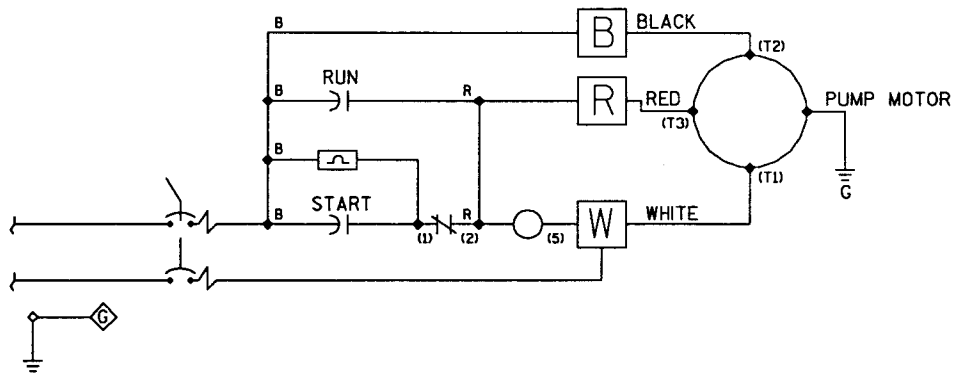 B
B BLACK
(T2)
RUN
B R
R RED
(T3)
PUMP MOTOR
B
(T1)
G
START
B R
(1) (2) (5)
W WHITE
G